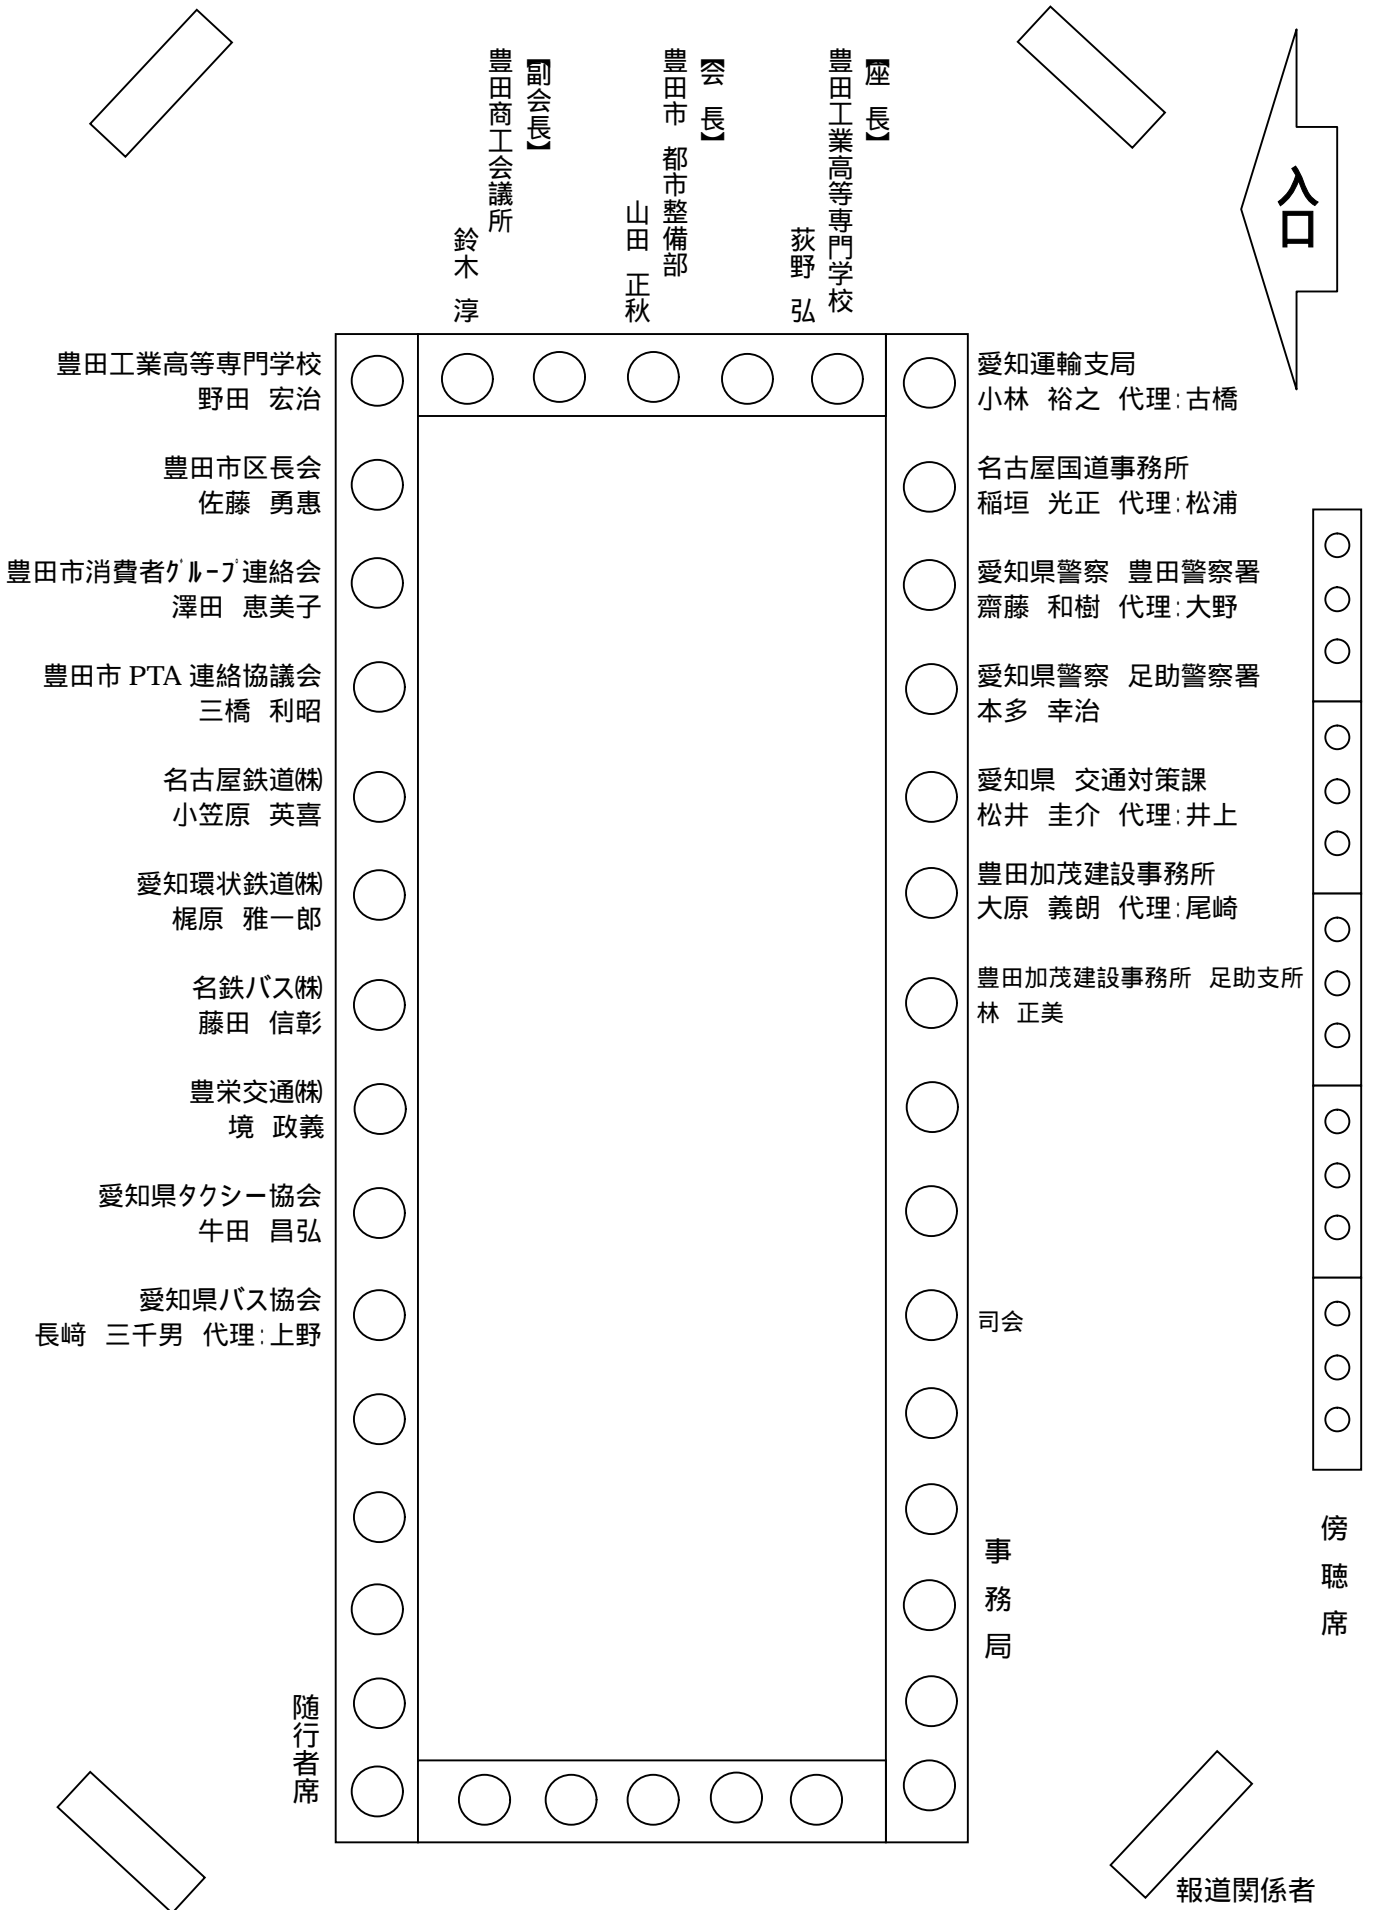 【座　長】
豊田工業高等専門学校
荻野　弘
【会　長】
豊田市　都市整備部
山田　正秋
【副会長】
豊田商工会議所
鈴木　淳
入口
豊田工業高等専門学校
野田　宏治
豊田市区長会
佐藤　勇惠
豊田市消費者ｸﾞﾙｰﾌﾟ連絡会
澤田　恵美子
豊田市 PTA 連絡協議会
三橋　利昭
名古屋鉄道㈱
小笠原　英喜
愛知環状鉄道㈱
梶原　雅一郎
名鉄バス㈱
藤田　信彰
豊栄交通㈱
境　政義
愛知県タクシー協会
牛田　昌弘
愛知県バス協会
長﨑　三千男　代理：上野
随行者席
愛知運輸支局
小林　裕之　代理：古橋
名古屋国道事務所
稲垣　光正　代理：松浦
愛知県警察　豊田警察署
齋藤　和樹　代理：大野
愛知県警察　足助警察署
本多　幸治
愛知県　交通対策課
松井　圭介　代理：井上
豊田加茂建設事務所
大原　義朗　代理：尾崎
豊田加茂建設事務所　足助支所
林　正美
司会
事務局
傍聴席
報道関係者